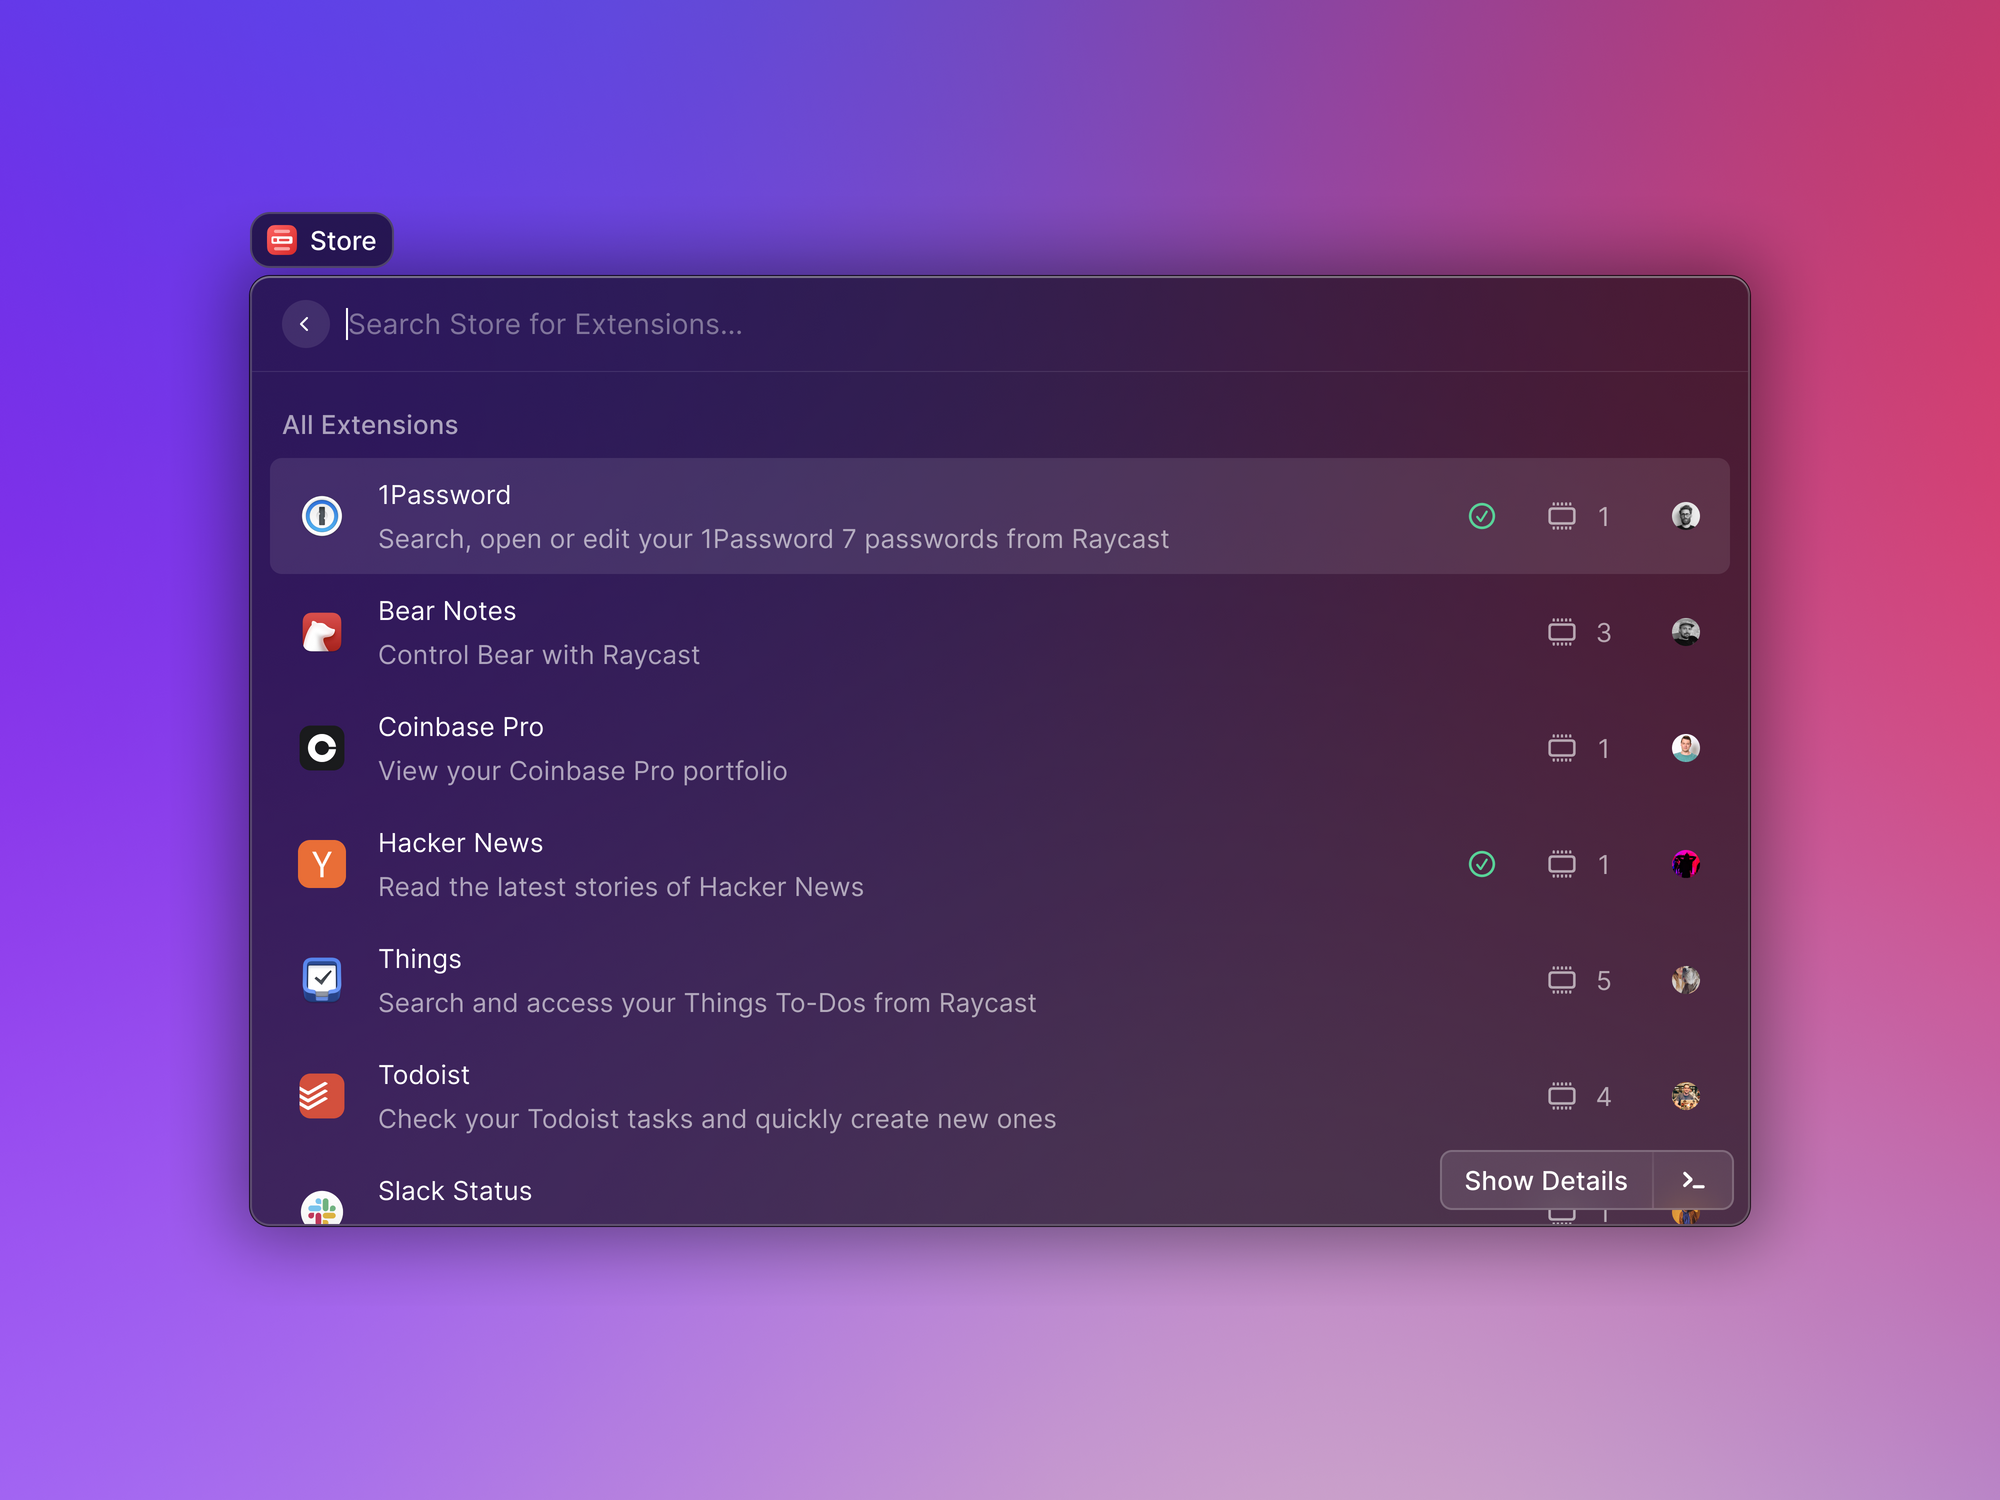 Store
Search Store for Extensions...
All Extensions
1Password
Search, open or edit your 1Password 7 passwords from Raycast
1
Bear Notes
Control Bear with Raycast
3
Coinbase Pro
View your Coinbase Pro portfolio
1
Y
Hacker News
Read the latest stories of Hacker News
1
Things
Search and access your Things To-Dos from Raycast
5
Todoist
Check your Todoist tasks and quickly create new ones
4
Slack Status
Show Details